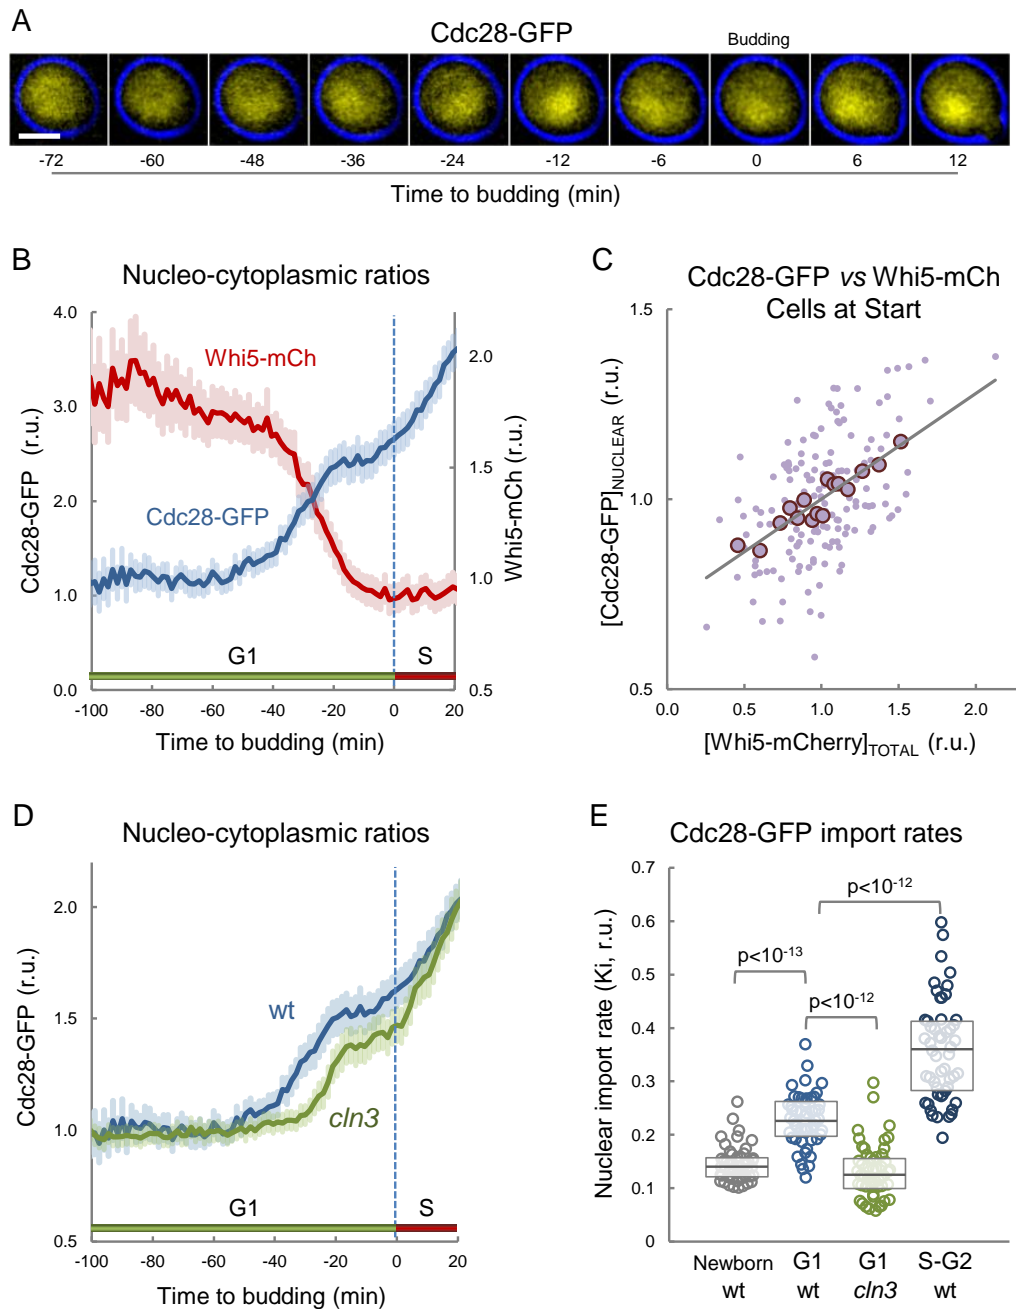 A
Cdc28-GFP
Budding
-72 -60 -48 -36 -24 -12 -6 0 6 12
Time to budding (min)
B
Nucleo-cytoplasmic ratios
4.0
3.0
2.0
1.0
0.0
Cdc28-GFP (r.u.)
Whi5-mCh
Cdc28-GFP
2.0
1.5
1.0
0.5
Whi5-mCh (r.u.)
G1 S
-100 -80 -60 -40 -20 0 20
Time to budding (min)
C
Cdc28-GFP vs Whi5-mCh
Cells at Start
1.5
1.0
0.5
[Cdc28-GFP]NUCLEAR (r.u.)
0.0 0.5 1.0 1.5 2.0
[Whi5-mCherry]TOTAL (r.u.)
D
Nucleo-cytoplasmic ratios
2.0
1.5
1.0
0.5
Cdc28-GFP (r.u.)
wt
cln3
G1 S
-100 -80 -60 -40 -20 0 20
Time to budding (min)
E
Cdc28-GFP import rates
0.7
0.6
0.5
0.4
0.3
0.2
0.1
0
Nuclear import rate (Ki, r.u.)
p<10-12
p<10-13
p<10-12
Newborn G1 G1 S-G2
wt wt cln3 wt